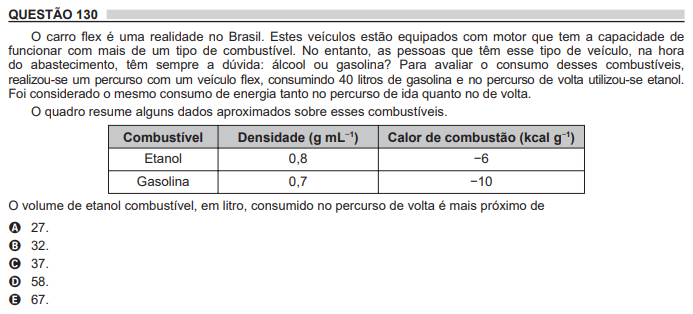 QUESTÃO 130
O carro flex é uma realidade no Brasil. Estes veículos estão equipados com motor que tem a capacidade de
funcionar com mais de um tipo de combustível. No entanto, as pessoas que têm esse tipo de veículo, na hora
do abastecimento, têm sempre a dúvida: álcool ou gasolina? Para avaliar o consumo desses combustíveis,
realizou-se um percurso com um veículo flex, consumindo 40 litros de gasolina e no percurso de volta utilizou-se etanol.
Foi considerado o mesmo consumo de energia tanto no percurso de ida quanto no de volta.
O quadro resume alguns dados aproximados sobre esses combustíveis.
Combustível Densidade (g mL⁻¹) Calor de combustão (kcal g⁻¹)
Etanol 0,8 −6
Gasolina 0,7 −10
O volume de etanol combustível, em litro, consumido no percurso de volta é mais próximo de
A 27.
B 32.
C 37.
D 58.
E 67.